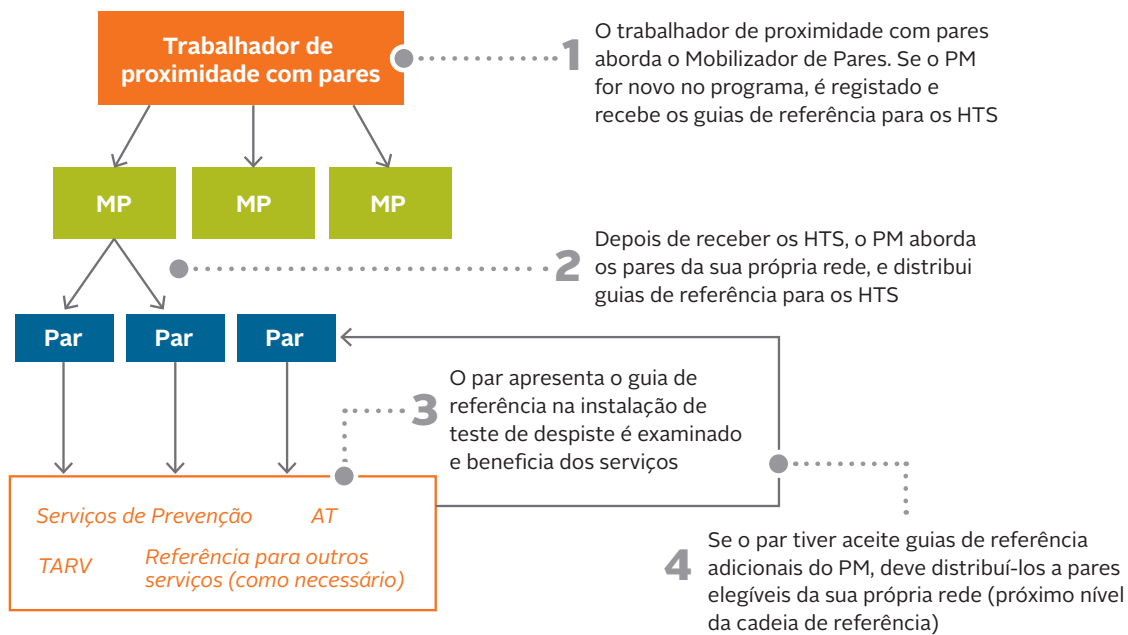 Trabalhador de
proximidade com pares
1
O trabalhador de proximidade com pares
aborda o Mobilizador de Pares. Se o PM
for novo no programa, é registado e
recebe os guias de referência para os HTS
MP
MP
MP
2
Depois de receber os HTS, o PM aborda
os pares da sua própria rede, e distribui
guias de referência para os HTS
Par
Par
Par
3
O par apresenta o guia de
referência na instalação de
teste de despiste é examinado
e beneficia dos serviços
Serviços de Prevenção
AT
TARV
Referência para outros
serviços (como necessário)
4
Se o par tiver aceite guias de referência
adicionais do PM, deve distribuí-los a pares
elegíveis da sua própria rede (próximo nível
da cadeia de referência)